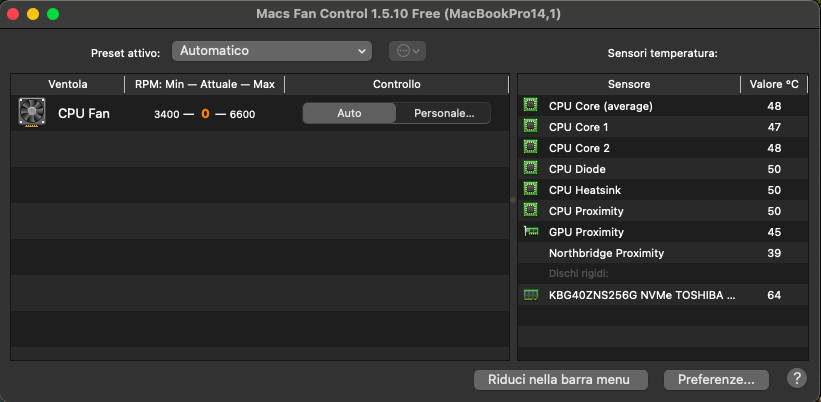 Macs Fan Control 1.5.10 Free (MacBookPro14,1)
Preset attivo: Automatico
Sensori temperatura:
Ventola RPM: Min — Attuale — Max Controllo
CPU Fan 3400 — 0 — 6600 Auto Personale...
Sensore Valore °C
CPU Core (average) 48
CPU Core 1 47
CPU Core 2 48
CPU Diode 50
CPU Heatsink 50
CPU Proximity 50
GPU Proximity 45
Northbridge Proximity 39
Dischi rigidi:
KBG40ZNS256G NVMe TOSHIBA ... 64
Riduci nella barra menu Preferenze... ?